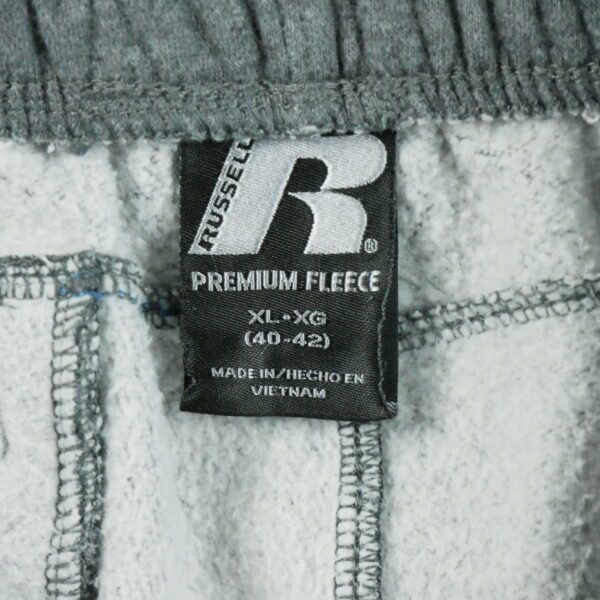 RUSSELL
R®
PREMIUM FLEECE
XL•XG
(40-42)
MADE IN/HECHO EN
VIETNAM